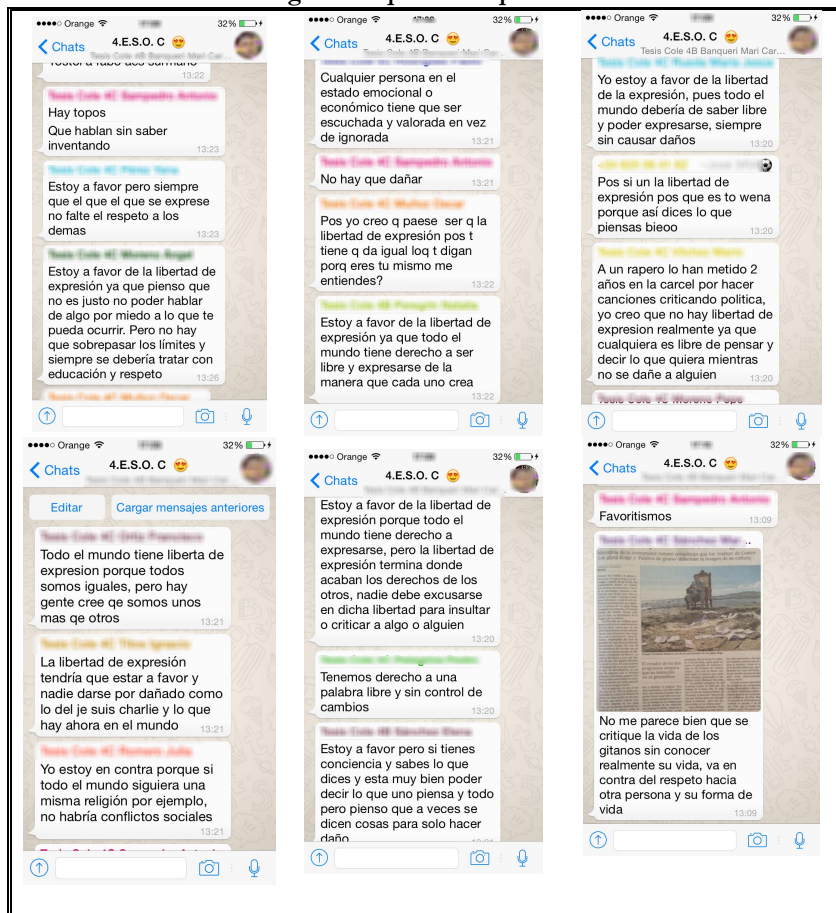 Orange 32%
Chats
4.E.S.O. C
13:22
Hay topos
Que hablan sin saber
inventando
13:23
Estoy a favor pero siempre
que el que el que se exprese
no falte el respeto a los
demas
13:23
Estoy a favor de la libertad de
expresión ya que pienso que
no es justo no poder hablar
de algo por miedo a lo que te
pueda ocurrir. Pero no hay
que sobrepasar los límites y
siempre se debería tratar con
educación y respeto
13:26
Orange 32%
Chats
4.E.S.O. C
Cualquier persona en el
estado emocional o
económico tiene que ser
escuchada y valorada en vez
de ignorada
13:21
No hay que dañar
13:21
Pos yo creo q paese ser q la
libertad de expresión pos t
tiene q da igual loq t digan
porq eres tu mismo me
entiendes?
13:22
Estoy a favor de la libertad de
expresión ya que todo el
mundo tiene derecho a ser
libre y expresarse de la
manera que cada uno crea
13:22
Orange 32%
Chats
4.E.S.O. C
Tesis Cole 4B Banqueri Mari Car...
Yo estoy a favor de la libertad
de la expresión, pues todo el
mundo debería de saber libre
y poder expresarse, siempre
sin causar daños
13:20
Pos si un la libertad de
expresión pos que es to wena
porque así dices lo que
piensas bieoo
13:20
A un rapero lo han metido 2
años en la carcel por hacer
canciones criticando politica,
yo creo que no hay libertad de
expresion realmente ya que
cualquiera es libre de pensar y
decir lo que quiera mientras
no se dañe a alguien
13:20
Orange 32%
Chats
4.E.S.O. C
Editar
Cargar mensajes anteriores
Todo el mundo tiene liberta de
expresion porque todos
somos iguales, pero hay
gente cree qe somos unos
mas qe otros
13:21
La libertad de expresión
tendría que estar a favor y
nadie darse por dañado como
lo del je suis charlie y lo que
hay ahora en el mundo
13:21
Yo estoy en contra porque si
todo el mundo siguiera una
misma religión por ejemplo,
no habría conflictos sociales
13:21
Orange 32%
Chats
4.E.S.O. C
Estoy a favor de la libertad de
expresión porque todo el
mundo tiene derecho a
expresarse, pero la libertad de
expresión termina donde
acaban los derechos de los
otros, nadie debe excusarse
en dicha libertad para insultar
o criticar a algo o alguien
13:20
Tenemos derecho a una
palabra libre y sin control de
cambios
13:20
Estoy a favor pero si tienes
conciencia y sabes lo que
dices y esta muy bien poder
decir lo que uno piensa y todo
pero pienso que a veces se
dicen cosas para solo hacer
daño
Orange 32%
Chats
4.E.S.O. C
Favoritismos
13:09
No me parece bien que se
critique la vida de los
gitanos sin conocer
realmente su vida, va en
contra del respeto hacia
otra persona y su forma de
vida
13:09